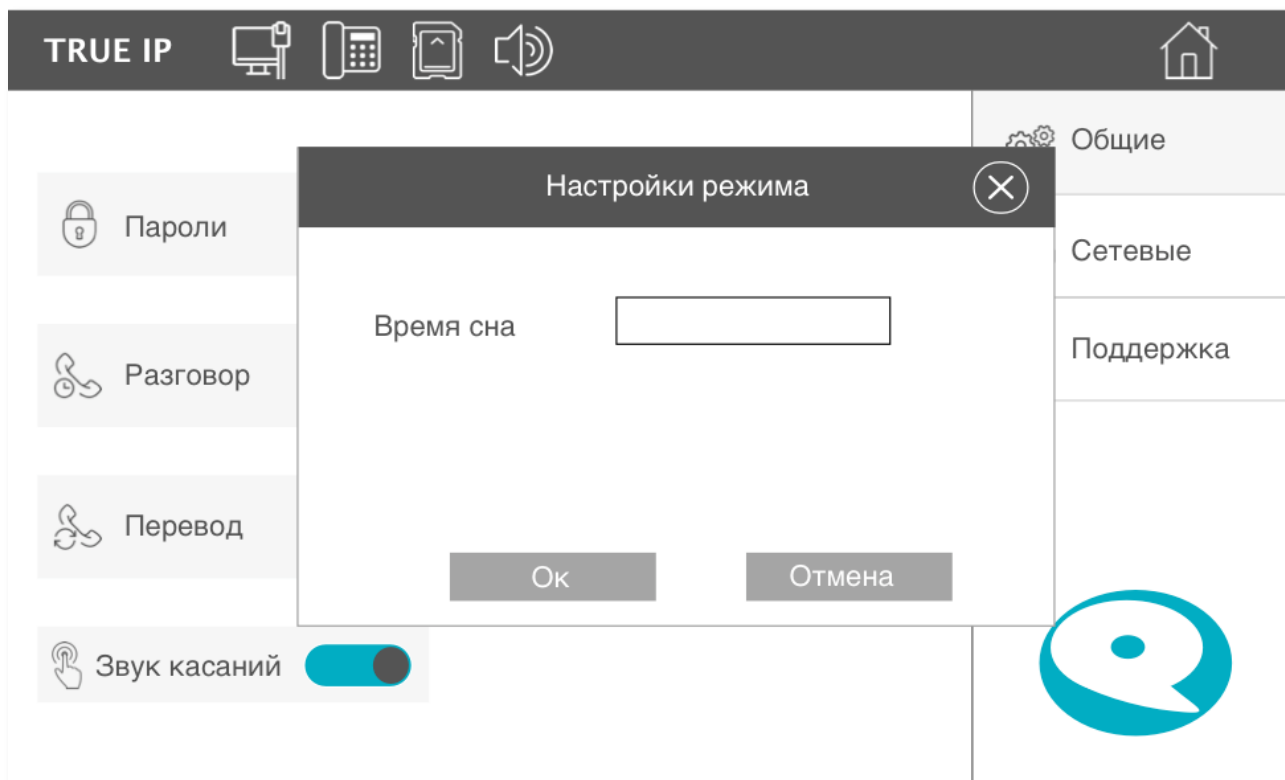 TRUE IP
Общие
Настройки режима
Пароли
Сетевые
Время сна
Поддержка
Разговор
Перевод
Ок
Отмена
Звук касаний